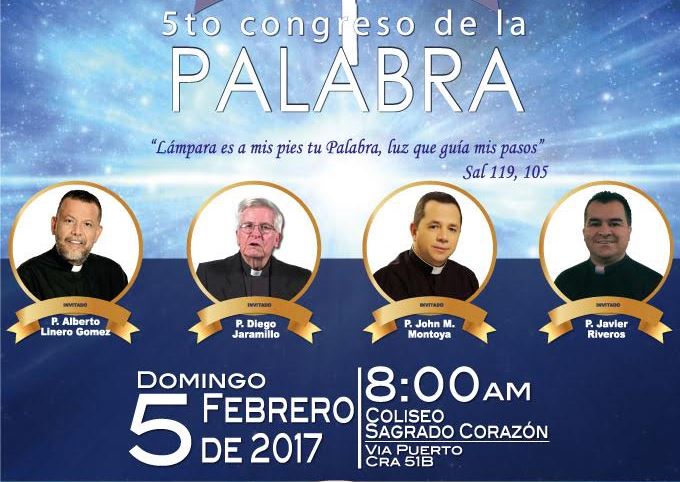 5to congreso de la
PALABRA
“Lámpara es a mis pies tu Palabra, luz que guía mis pasos”
Sal 119, 105
INVITADO
P. Alberto
Linero Gomez
INVITADO
P. Diego
Jaramillo
INVITADO
P. John M.
Montoya
INVITADO
P. Javier
Riveros
DOMINGO
5 FEBRERO
DE 2017
8:00 AM
COLISEO
SAGRADO CORAZÓN
VIA PUERTO
CRA 51B